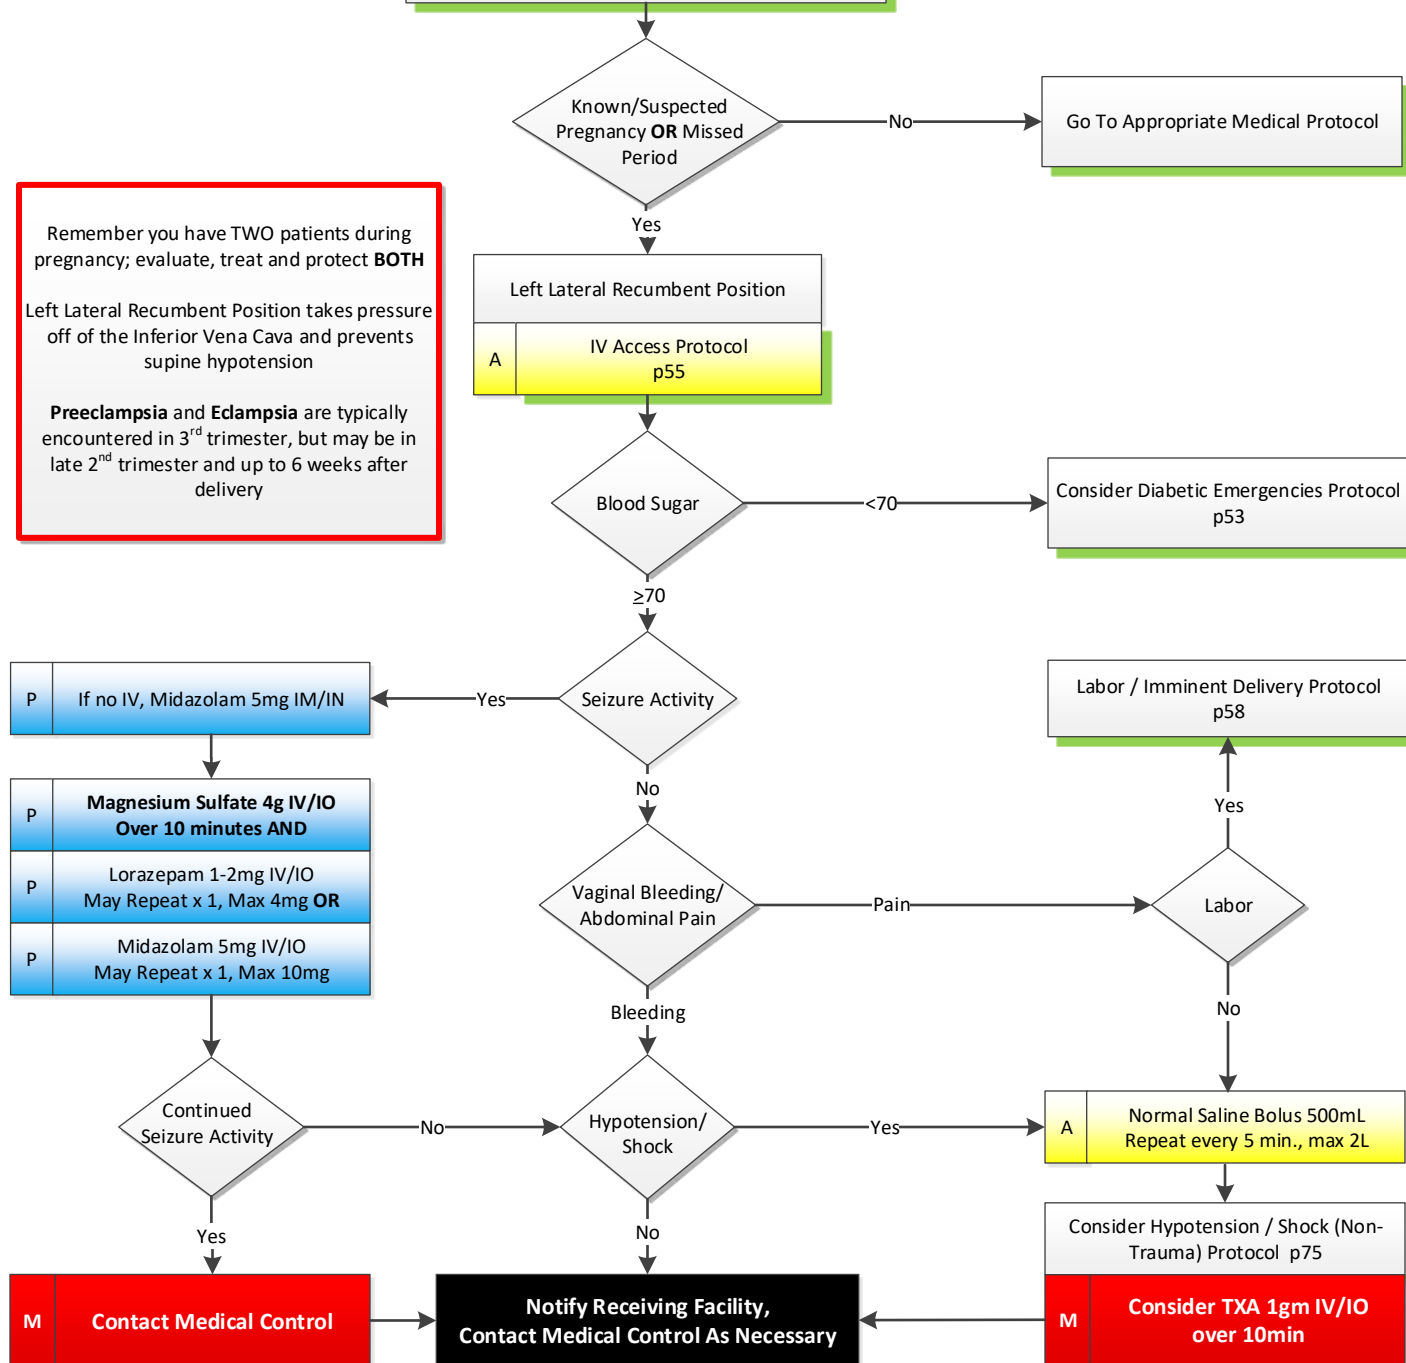 Known/Suspected
Pregnancy OR Missed
Period
No
Go To Appropriate Medical Protocol
Yes
Remember you have TWO patients during
pregnancy; evaluate, treat and protect BOTH
Left Lateral Recumbent Position takes pressure
off of the Inferior Vena Cava and prevents
supine hypotension
Preeclampsia and Eclampsia are typically
encountered in 3rd trimester, but may be in
late 2nd trimester and up to 6 weeks after
delivery
Left Lateral Recumbent Position
A
IV Access Protocol
p55
Blood Sugar
<70
Consider Diabetic Emergencies Protocol
p53
≥70
Seizure Activity
Yes
P
If no IV, Midazolam 5mg IM/IN
P
Magnesium Sulfate 4g IV/IO
Over 10 minutes AND
P
Lorazepam 1-2mg IV/IO
May Repeat x 1, Max 4mg OR
P
Midazolam 5mg IV/IO
May Repeat x 1, Max 10mg
No
Vaginal Bleeding/
Abdominal Pain
Pain
Labor
Yes
Labor / Imminent Delivery Protocol
p58
No
Bleeding
Continued
Seizure Activity
No
Hypotension/
Shock
Yes
A
Normal Saline Bolus 500mL
Repeat every 5 min., max 2L
Consider Hypotension / Shock (Non-
Trauma) Protocol p75
M
Consider TXA 1gm IV/IO
over 10min
Yes
No
M
Contact Medical Control
Notify Receiving Facility,
Contact Medical Control As Necessary